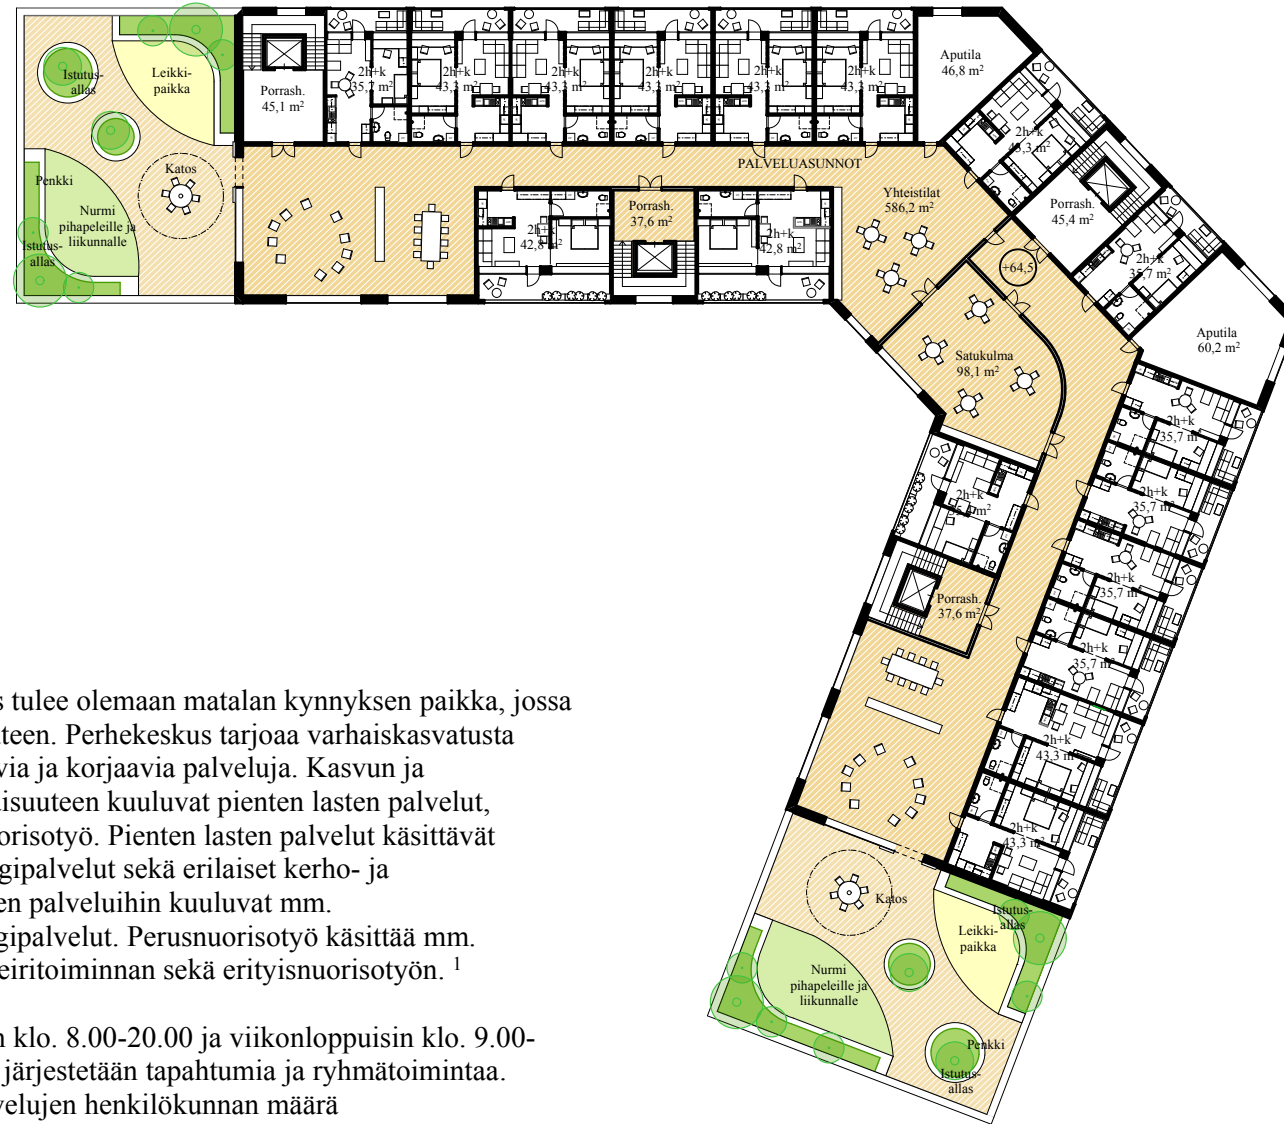 Istutus-
allas
Leikki-
paikka
Penkki
Nurmi
pihapeleille ja
liikunnalle
Istutus-
allas
Katos
Porrash.
45,1 m²
2h+k
35,7 m²
2h+k
43,3 m²
2h+k
43,3 m²
2h+k
43,3 m²
2h+k
43,3 m²
2h+k
43,3 m²
Aputila
46,8 m²
PALVELUASUNNOT
2h+k
42,8 m²
Porrash.
37,6 m²
2h+k
42,8 m²
Yhteistilat
586,2 m²
2h+k
43,3 m²
Porrash.
45,4 m²
2h+k
35,7 m²
+64,5
Aputila
60,2 m²
Satukulma
98,1 m²
2h+k
35,7 m²
2h+k
35,7 m²
2h+k
35,7 m²
2h+k
35,7 m²
2h+k
43,3 m²
2h+k
43,3 m²
2h+k
m²
Porrash.
37,6 m²
Katos
Istutus-
allas
Leikki-
paikka
Nurmi
pihapeleille ja
liikunnalle
Penkki
Istutus-
allas
s tulee olemaan matalan kynnyksen paikka, jossa
teen. Perhekeskus tarjoaa varhaiskasvatusta
via ja korjaavia palveluja. Kasvun ja
aisuuteen kuuluvat pienten lasten palvelut,
orisotyö. Pienten lasten palvelut käsittävät
gipalvelut sekä erilaiset kerho- ja
en palveluihin kuuluvat mm.
gipalvelut. Perusnuorisotyö käsittää mm.
eiritoiminnan sekä erityisnuorisotyön. ¹
n klo. 8.00-20.00 ja viikonloppuisin klo. 9.00-
järjestetään tapahtumia ja ryhmätoimintaa.
velujen henkilökunnan määrä